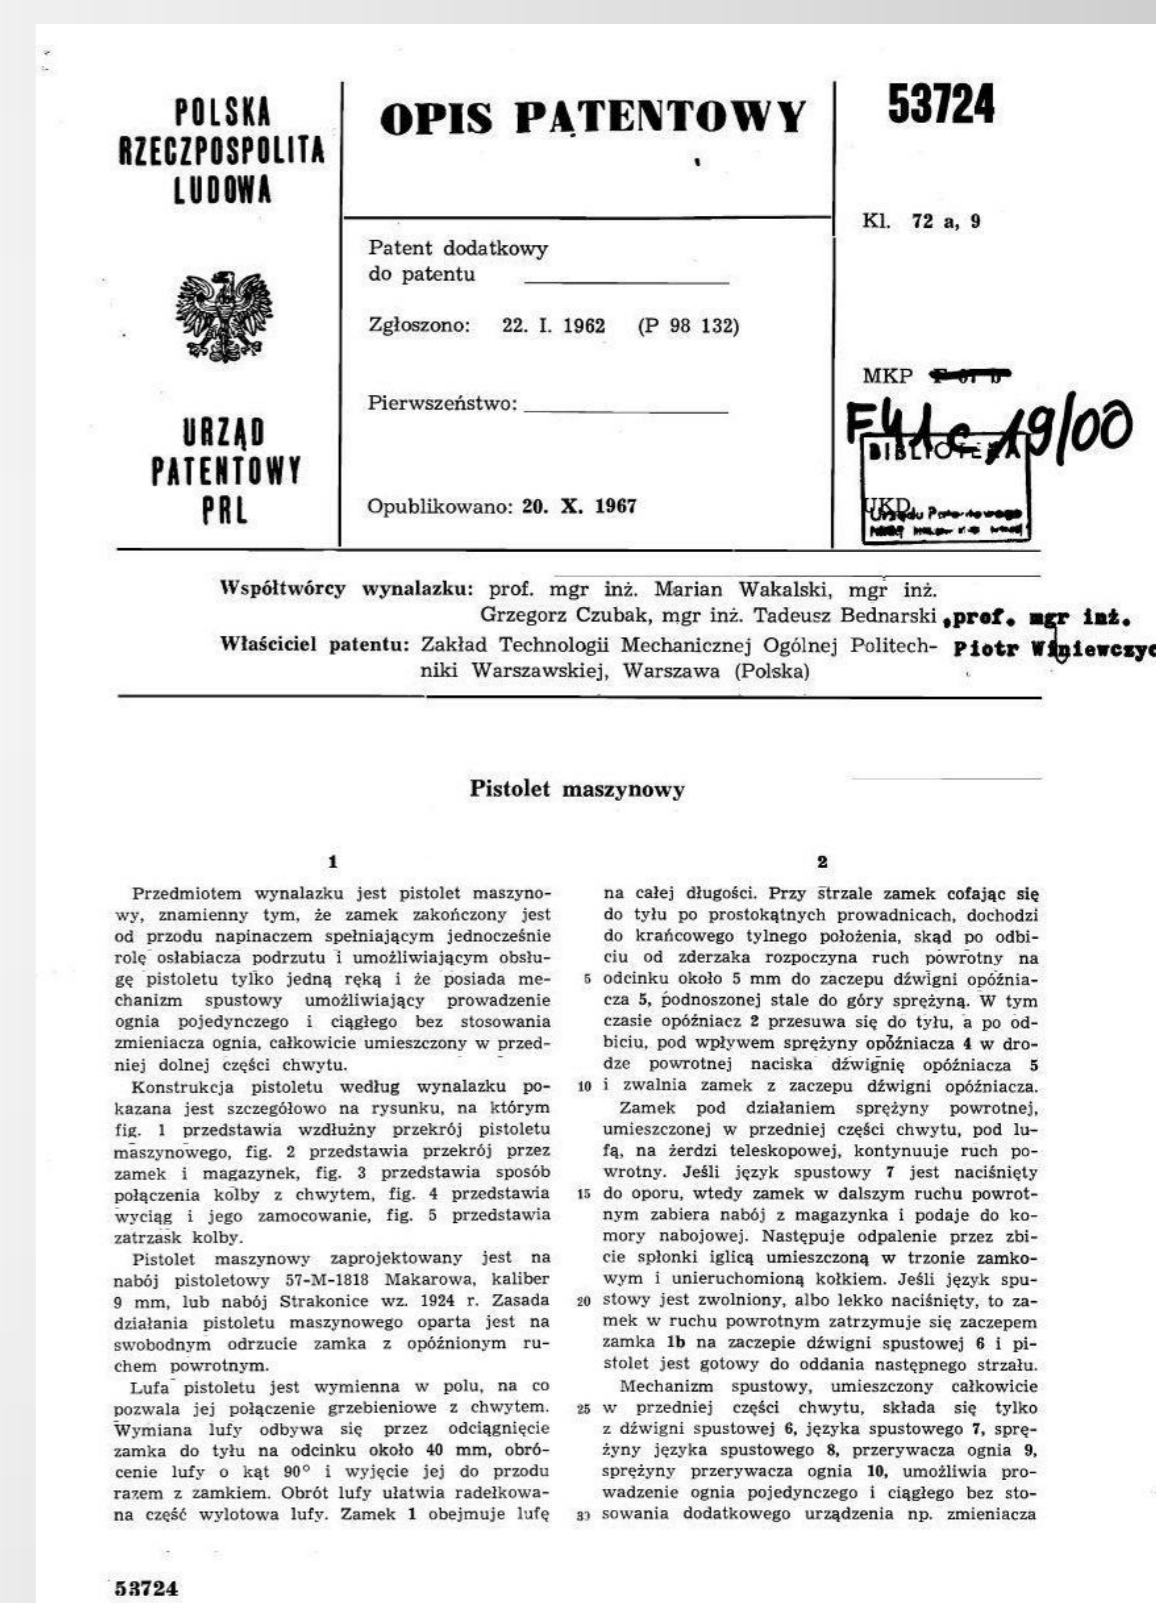 POLSKA
RZECZPOSPOLITA
LUDOWA
URZĄD
PATENTOWY
PRL
OPIS PATENTOWY
Patent dodatkowy
do patentu
Zgłoszono: 22. I. 1962 (P 98 132)
Pierwszeństwo:
Opublikowano: 20. X. 1967
53724
Kl. 72 a, 9
MKP
F41c 19/00
BIBLIOTEKA
UKD
Urzędu Patentowego
Współtwórcy wynalazku: prof. mgr inż. Marian Wakalski, mgr inż.
Grzegorz Czubak, mgr inż. Tadeusz Bednarski, prof. mgr inż.
Piotr Wiśniewczyc
Właściciel patentu: Zakład Technologii Mechanicznej Ogólnej Politech-
niki Warszawskiej, Warszawa (Polska)
Pistolet maszynowy
1
Przedmiotem wynalazku jest pistolet maszyno-
wy, znamienny tym, że zamek zakończony jest
od przodu napinaczem spełniającym jednocześnie
rolę osłabiacza podrzutu i umożliwiającym obsłu-
gę pistoletu tylko jedną ręką i że posiada me-
chanizm spustowy umożliwiający prowadzenie
ognia pojedynczego i ciągłego bez stosowania
zmieniacza ognia, całkowicie umieszczony w przed-
niej dolnej części chwytu.
Konstrukcja pistoletu według wynalazku po-
kazana jest szczegółowo na rysunku, na którym
fig. 1 przedstawia wzdłużny przekrój pistoletu
maszynowego, fig. 2 przedstawia przekrój przez
zamek i magazynek, fig. 3 przedstawia sposób
połączenia kolby z chwytem, fig. 4 przedstawia
wyciąg i jego zamocowanie, fig. 5 przedstawia
zatrzask kolby.
Pistolet maszynowy zaprojektowany jest na
nabój pistoletowy 57-M-1818 Makarowa, kaliber
9 mm, lub nabój Strakonice wz. 1924 r. Zasada
działania pistoletu maszynowego oparta jest na
swobodnym odrzucie zamka z opóźnionym ru-
chem powrotnym.
Lufa pistoletu jest wymienna w polu, na co
pozwala jej połączenie grzebieniowe z chwytem.
Wymiana lufy odbywa się przez odciągnięcie
zamka do tyłu na odcinku około 40 mm, obró-
cenie lufy o kąt 90° i wyjęcie jej do przodu
razem z zamkiem. Obrót lufy ułatwia radełkowa-
na część wylotowa lufy. Zamek 1 obejmuje lufę
2
na całej długości. Przy strzale zamek cofając się
do tyłu po prostokątnych prowadnicach, dochodzi
do krańcowego tylnego położenia, skąd po odbi-
ciu od zderzaka rozpoczyna ruch powrotny na
5 odcinku około 5 mm do zaczepu dźwigni opóźnia-
cza 5, podnoszonej stale do góry sprężyną. W tym
czasie opóźniacz 2 przesuwa się do tyłu, a po od-
biciu, pod wpływem sprężyny opóźniacza 4 w dro-
dze powrotnej naciska dźwignię opóźniacza 5
10 i zwalnia zamek z zaczepu dźwigni opóźniacza.
Zamek pod działaniem sprężyny powrotnej,
umieszczonej w przedniej części chwytu, pod lu-
fą, na żerdzi teleskopowej, kontynuuje ruch po-
wrotny. Jeśli język spustowy 7 jest naciśnięty
15 do oporu, wtedy zamek w dalszym ruchu powrot-
nym zabiera nabój z magazynka i podaje do ko-
mory nabojowej. Następuje odpalenie przez zbi-
cie spłonki iglicą umieszczoną w trzonie zamko-
wym i unieruchomioną kołkiem. Jeśli język spu-
20 stowy jest zwolniony, albo lekko naciśnięty, to za-
mek w ruchu powrotnym zatrzymuje się zaczepem
zamka 1b na zaczepie dźwigni spustowej 6 i pi-
stolet jest gotowy do oddania następnego strzału.
Mechanizm spustowy, umieszczony całkowicie
25 w przedniej części chwytu, składa się tylko
z dźwigni spustowej 6, języka spustowego 7, sprę-
żyny języka spustowego 8, przerywacza ognia 9,
sprężyny przerywacza ognia 10, umożliwia pro-
wadzenie ognia pojedynczego i ciągłego bez sto-
30 sowania dodatkowego urządzenia np. zmieniacza
53724